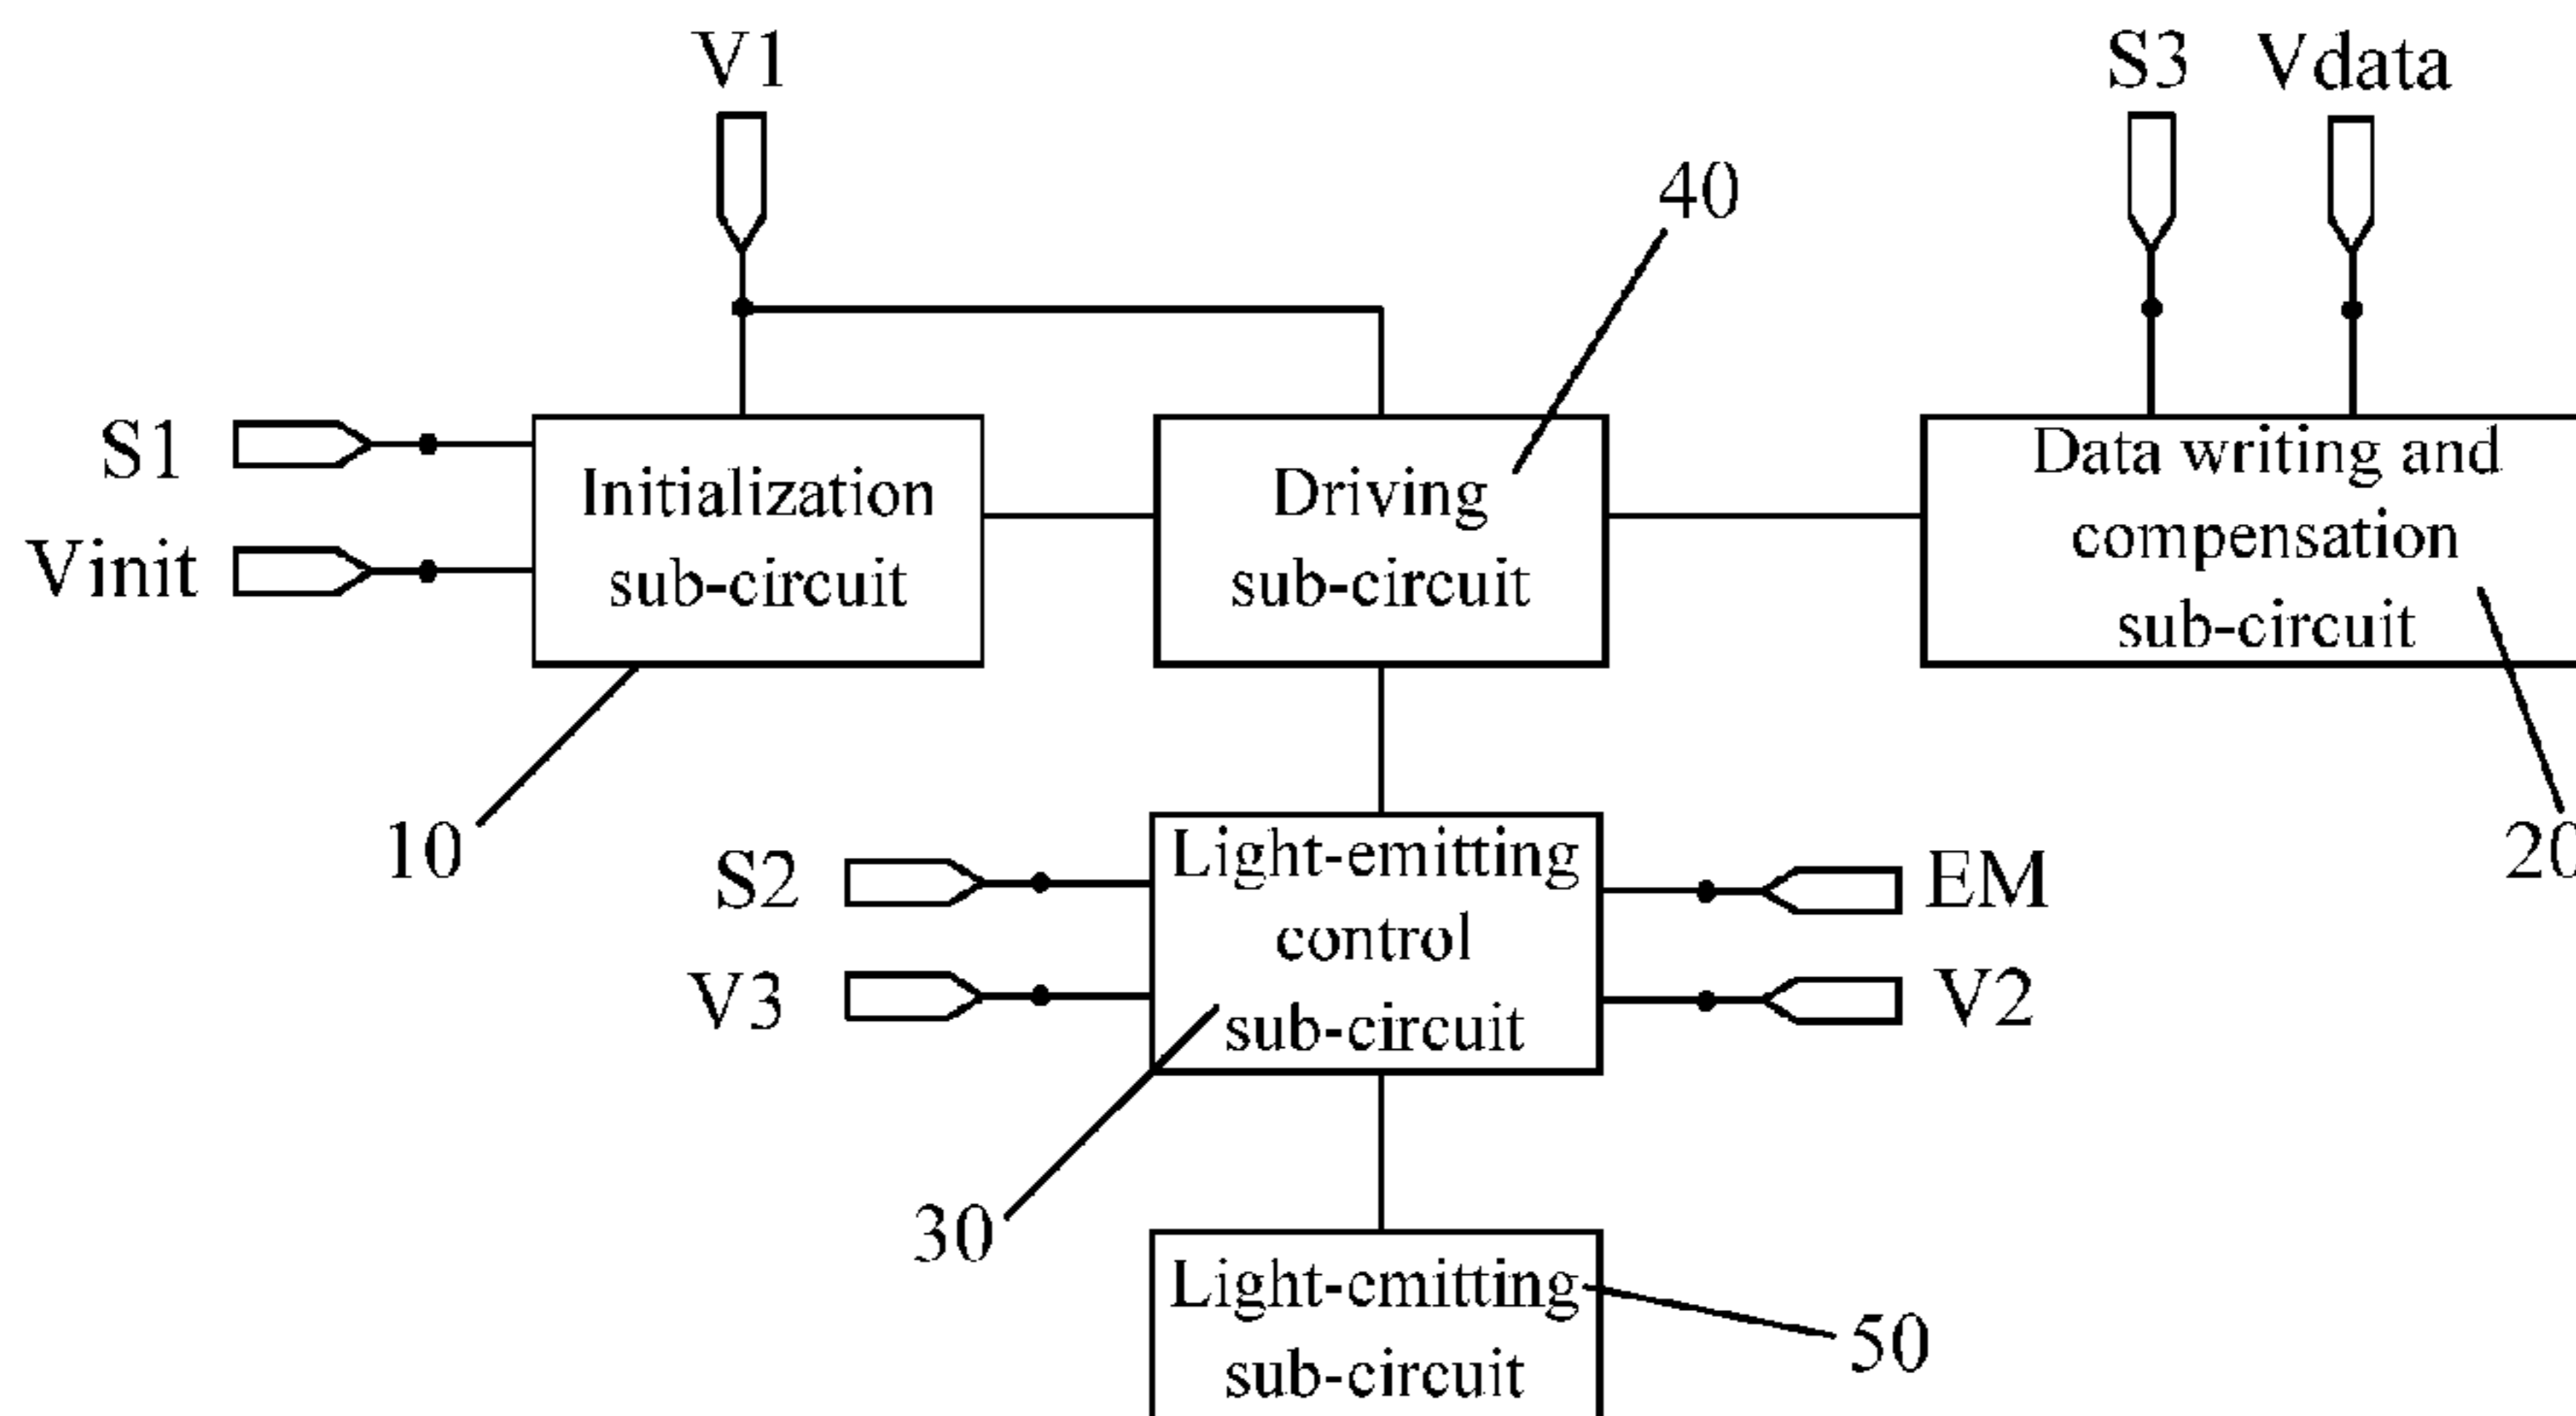 V1
S3 Vdata
40
S1
Vinit
Initialization
sub-circuit
Driving
sub-circuit
Data writing and
compensation
sub-circuit
10
20
S2
V3
Light-emitting
control
sub-circuit
EM
V2
30
Light-emitting
sub-circuit
50